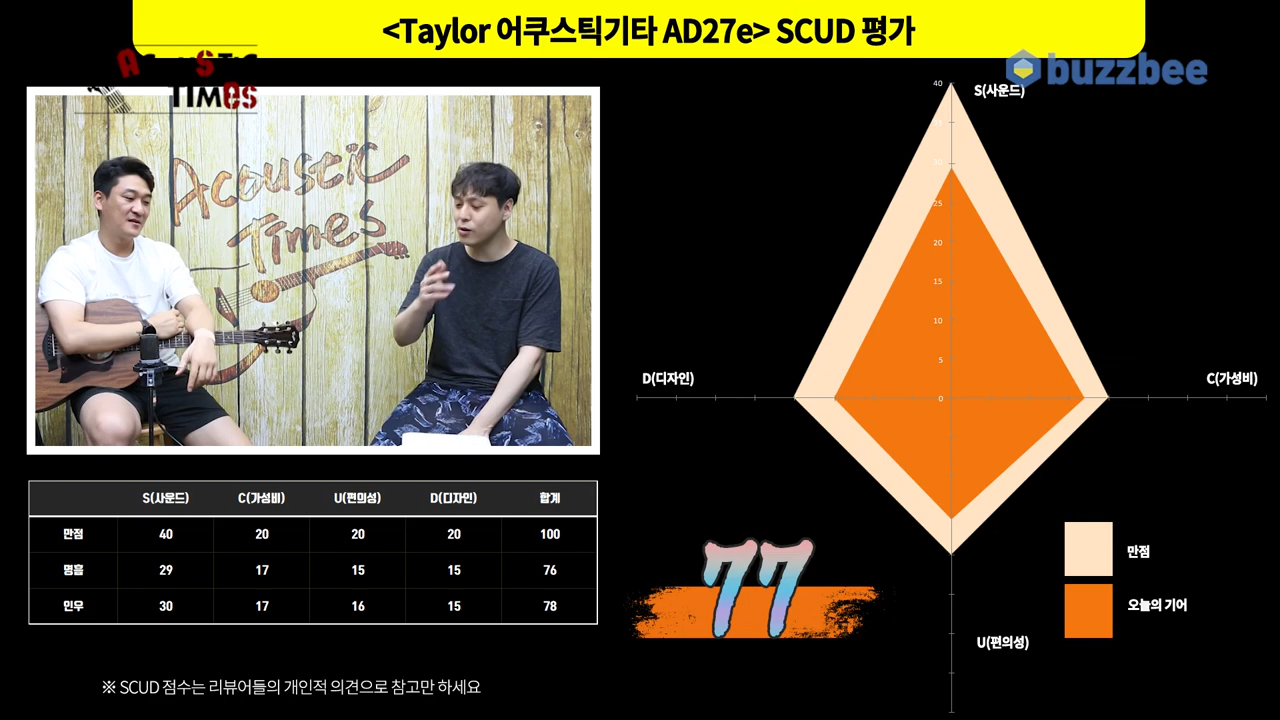 <Taylor 어쿠스틱기타 AD27e> SCUD 평가
ACOUSTIC
TIMES
buzzbee
Acoustic
Times
40
S(사운드)
30
25
20
15
10
5
0
D(디자인)
C(가성비)
U(편의성)
S(사운드) C(가성비) U(편의성) D(디자인) 합계
만점 40 20 20 20 100
명흠 29 17 15 15 76
민우 30 17 16 15 78
77
만점
오늘의 기어
※ SCUD 점수는 리뷰어들의 개인적 의견으로 참고만 하세요